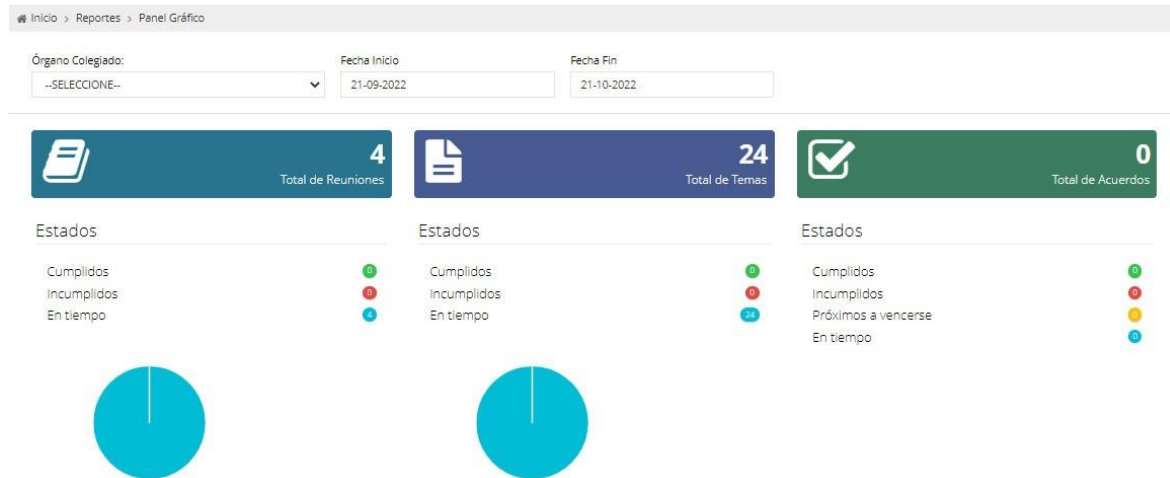 Inicio > Reportes > Panel Gráfico
Órgano Colegiado:
Fecha Inicio
Fecha Fin
--SELECCIONE--
21-09-2022
21-10-2022
4
Total de Reuniones
24
Total de Temas
0
Total de Acuerdos
Estados
Cumplidos 0
Incumplidos 0
En tiempo 4
Estados
Cumplidos 0
Incumplidos 0
En tiempo 24
Estados
Cumplidos 0
Incumplidos 0
Próximos a vencerse 0
En tiempo 0